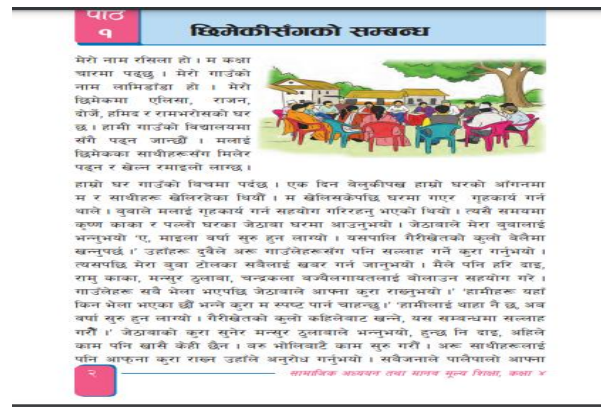 पाठ
१
छिमेकीसँगको सम्बन्ध
मेरो नाम रसिला हो । म कक्षा
चारमा पढ्छु । मेरो गाउँको
नाम लामिडाँडा हो । मेरो
छिमेकमा एलिसा, राजन,
दोर्जे, हमिद र रामभरोसको घर
छ । हामी गाउँको विद्यालयमा
सँगै पढ्न जान्छौँ । मलाई
छिमेकका साथीहरूसँग मिलेर
पढ्न र खेल्न रमाइलो लाग्छ ।
हाम्रो घर गाउँको बिचमा पर्दछ । एक दिन बेलुकीपख हाम्रो घरको आँगनमा
म र साथीहरू खेलिरहेका थियौँ । म खेलिसकेपछि घरमा गएर गृहकार्य गर्न
थालेँ । बुबाले मलाई गृहकार्य गर्न सहयोग गरिरहनु भएको थियो । त्यसै समयमा
कृष्ण काका र पल्लो घरका जेठाबा घरमा आउनुभयो । जेठाबाले मेरा बुबालाई
भन्नुभयो 'ए, माइला वर्षा सुरु हुन लाग्यो । यसपालि गैरीखेतको कुलो बेलैमा
खन्नुपर्छ ।' उहाँहरू दुवैले अरू गाउँलेहरूसँग पनि सल्लाह गर्ने कुरा गर्नुभयो ।
त्यसपछि मेरा बुबा टोलका सबैलाई खबर गर्न जानुभयो । मैले पनि हरि दाइ,
रामु काका, मन्सुर ठुलाबा, चन्द्रकला बज्यैलगायतलाई बोलाउन सहयोग गरेँ ।
गाउँलेहरू सबै भेला भएपछि जेठाबाले आफ्ना कुरा राख्नुभयो ।' 'हामीहरू यहाँ
किन भेला भएका छौँ भन्ने कुरा म स्पष्ट पार्न चाहन्छु ।' 'हामीलाई थाहा नै छ, अब
वर्षा सुरु हुन लाग्यो । गैरीखेतको कुलो कहिलेबाट खन्ने, यस सम्बन्धमा सल्लाह
गरौँ ।' जेठाबाको कुरा सुनेर मन्सुर ठुलाबाले भन्नुभयो, हुन्छ नि दाइ, अहिले
काम पनि खासै केही छैन । बरु भोलिबाटै काम सुरु गरौँ । अरू साथीहरूलाई
पनि आफ्ना कुरा राख्न उहाँले अनुरोध गर्नुभयो । सबैजनाले पालैपालो आफ्ना
२
सामाजिक अध्ययन तथा मानव मूल्य शिक्षा, कक्षा ४